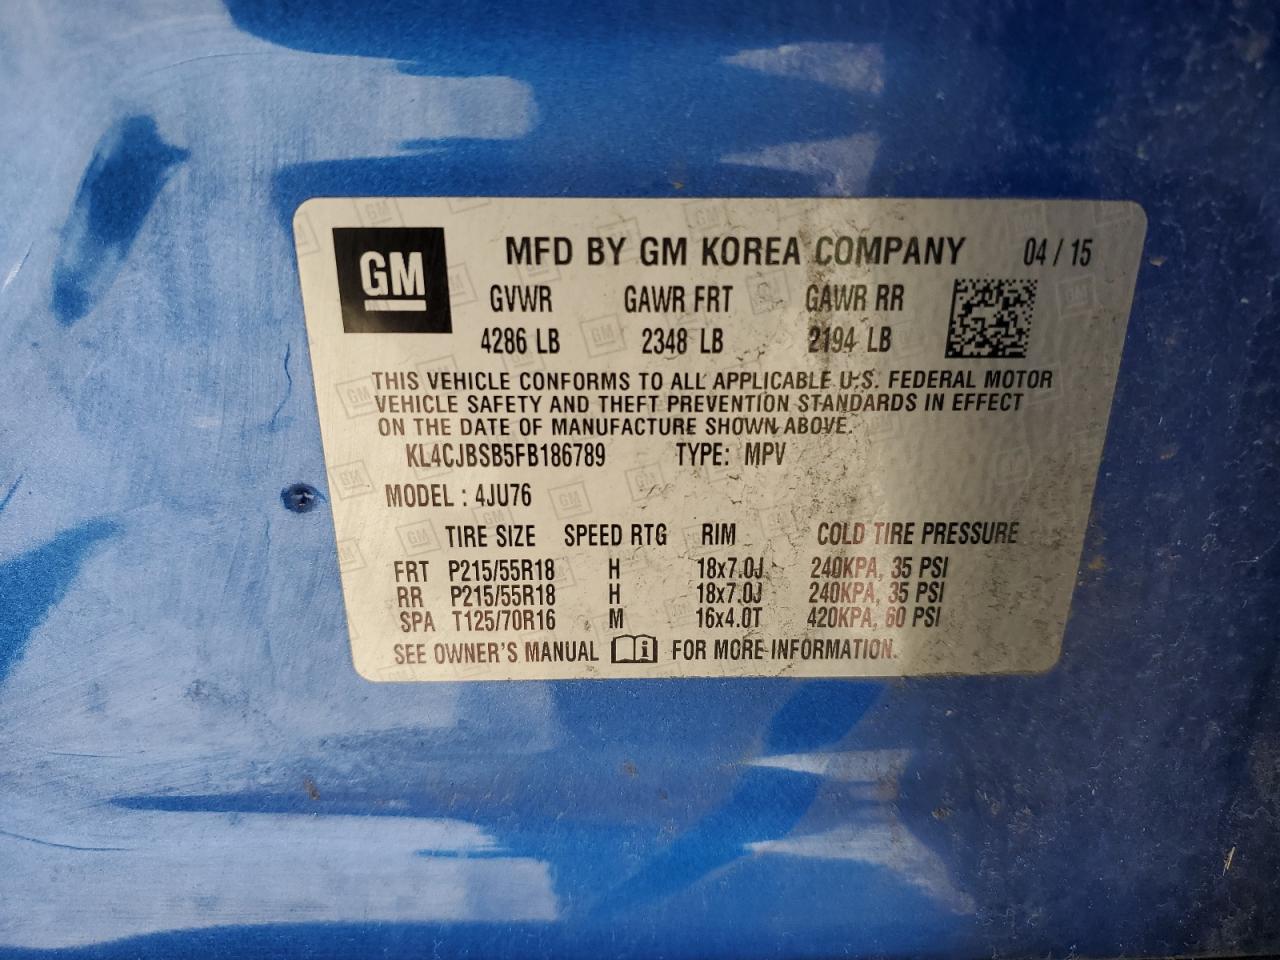 GM MFD BY GM KOREA COMPANY 04 / 15
GVWR GAWR FRT GAWR RR
4286 LB 2348 LB 2194 LB
THIS VEHICLE CONFORMS TO ALL APPLICABLE U.S. FEDERAL MOTOR
VEHICLE SAFETY AND THEFT PREVENTION STANDARDS IN EFFECT
ON THE DATE OF MANUFACTURE SHOWN ABOVE.
KL4CJBSB5FB186789 TYPE: MPV
MODEL : 4JU76
TIRE SIZE SPEED RTG RIM COLD TIRE PRESSURE
FRT P215/55R18 H 18x7.0J 240KPA, 35 PSI
RR P215/55R18 H 18x7.0J 240KPA, 35 PSI
SPA T125/70R16 M 16x4.0T 420KPA, 60 PSI
SEE OWNER'S MANUAL i FOR MORE INFORMATION.